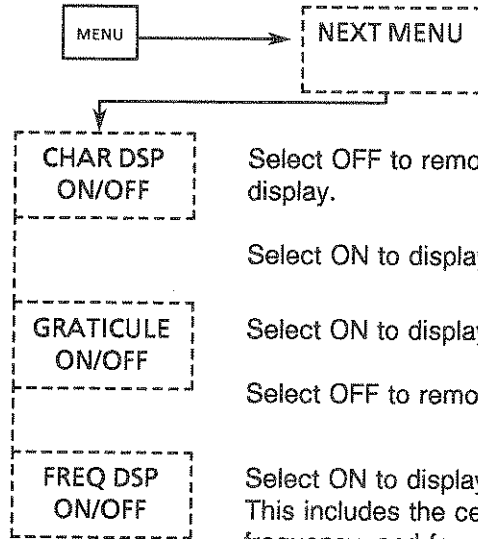 MENU
NEXT MENU
CHAR DSP
ON/OFF
Select OFF to remo
display.
Select ON to display
GRATICULE
ON/OFF
Select ON to display
Select OFF to remo
FREQ DSP
ON/OFF
Select ON to display
This includes the ce
frequency, and